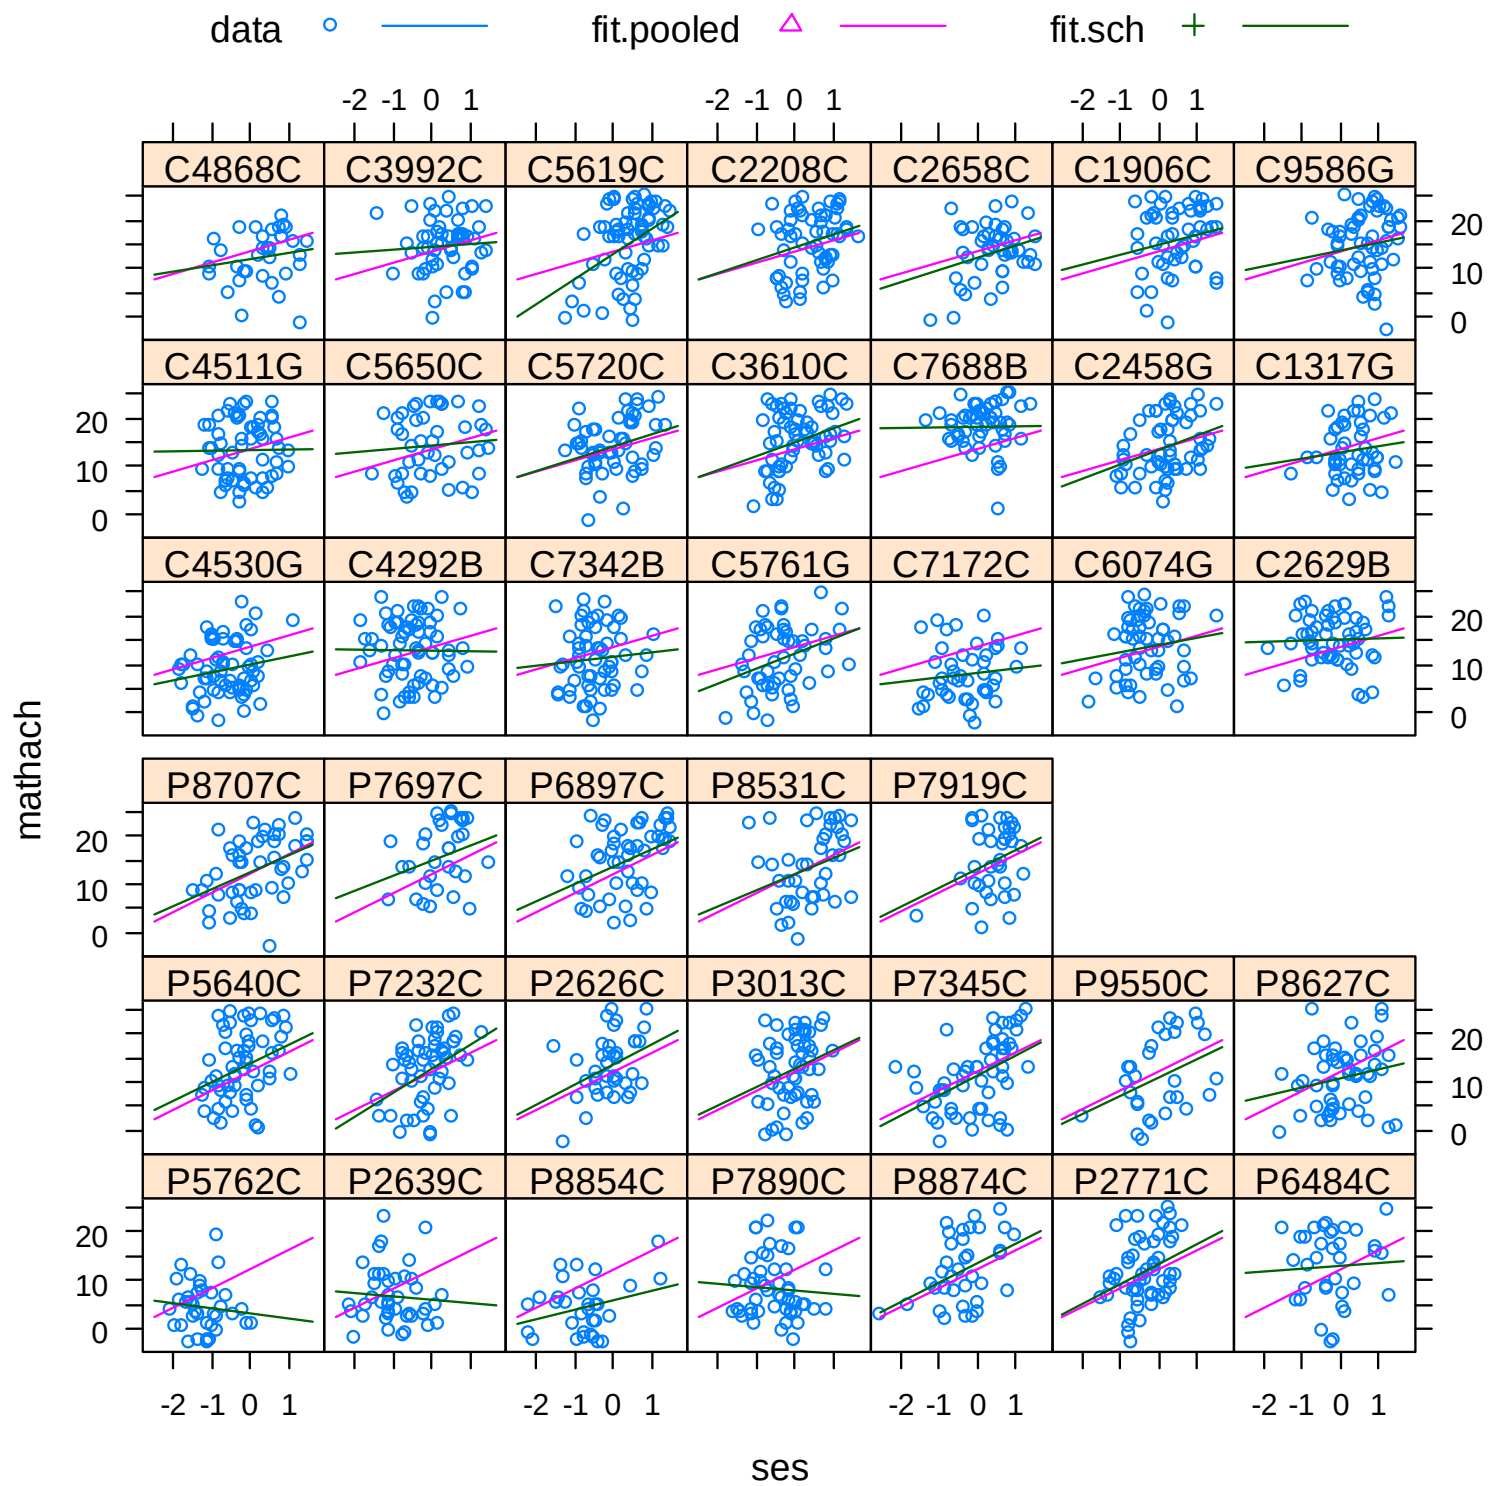 data fit.pooled fit.sch
-2 -1 0 1 -2 -1 0 1 -2 -1 0 1
C4868C C3992C C5619C C2208C C2658C C1906C C9586G
20
10
0
C4511G C5650C C5720C C3610C C7688B C2458G C1317G
20
10
0
C4530G C4292B C7342B C5761G C7172C C6074G C2629B
20
10
0
mathach
P8707C P7697C P6897C P8531C P7919C
20
10
0
P5640C P7232C P2626C P3013C P7345C P9550C P8627C
20
10
0
P5762C P2639C P8854C P7890C P8874C P2771C P6484C
20
10
0
-2 -1 0 1 -2 -1 0 1 -2 -1 0 1 -2 -1 0 1
ses